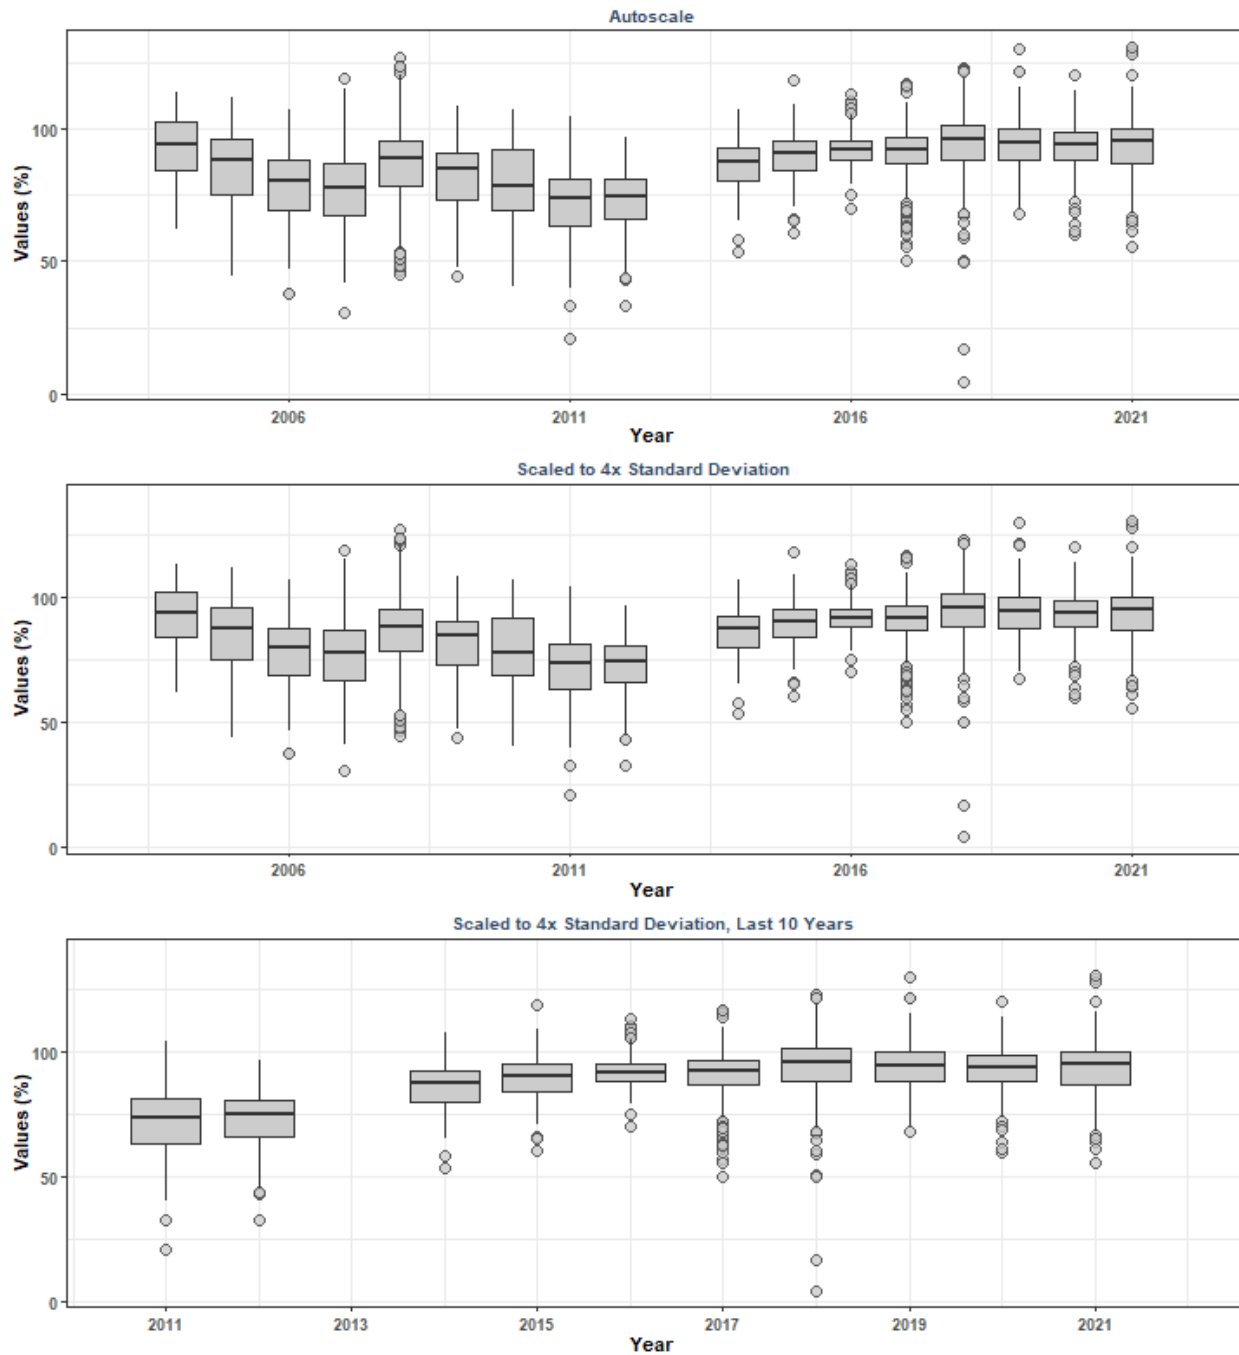 Autoscale
Values (%)
100
50
0
2006 2011 2016 2021
Year
Scaled to 4x Standard Deviation
Values (%)
100
50
0
2006 2011 2016 2021
Year
Scaled to 4x Standard Deviation, Last 10 Years
Values (%)
100
50
0
2011 2013 2015 2017 2019 2021
Year